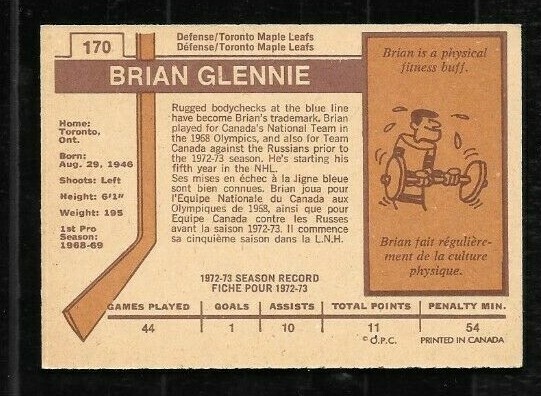 170
Defense/Toronto Maple Leafs
Défense/Toronto Maple Leafs
BRIAN GLENNIE
Home:
Toronto,
Ont.
Born:
Aug. 29, 1946
Shoots: Left
Height: 6'1"
Weight: 195
1st Pro
Season:
1968-69
Rugged bodychecks at the blue line
have become Brian's trademark. Brian
played for Canada's National Team in
the 1968 Olympics, and also for Team
Canada against the Russians prior to
the 1972-73 season. He's starting his
fifth year in the NHL.
Ses mises en échec à la ligne bleue
sont bien connues. Brian joua pour
l'Equipe Nationale du Canada aux
Olympiques de 1968, ainsi que pour
Equipe Canada contre les Russes
avant la saison 1972-73. Il commence
sa cinquième saison dans la L.N.H.
Brian is a physical
fitness buff.
Brian fait régulière-
ment de la culture
physique.
1972-73 SEASON RECORD
FICHE POUR 1972-73
GAMES PLAYED GOALS ASSISTS TOTAL POINTS PENALTY MIN.
44 1 10 11 54
© O.P.C. PRINTED IN CANADA